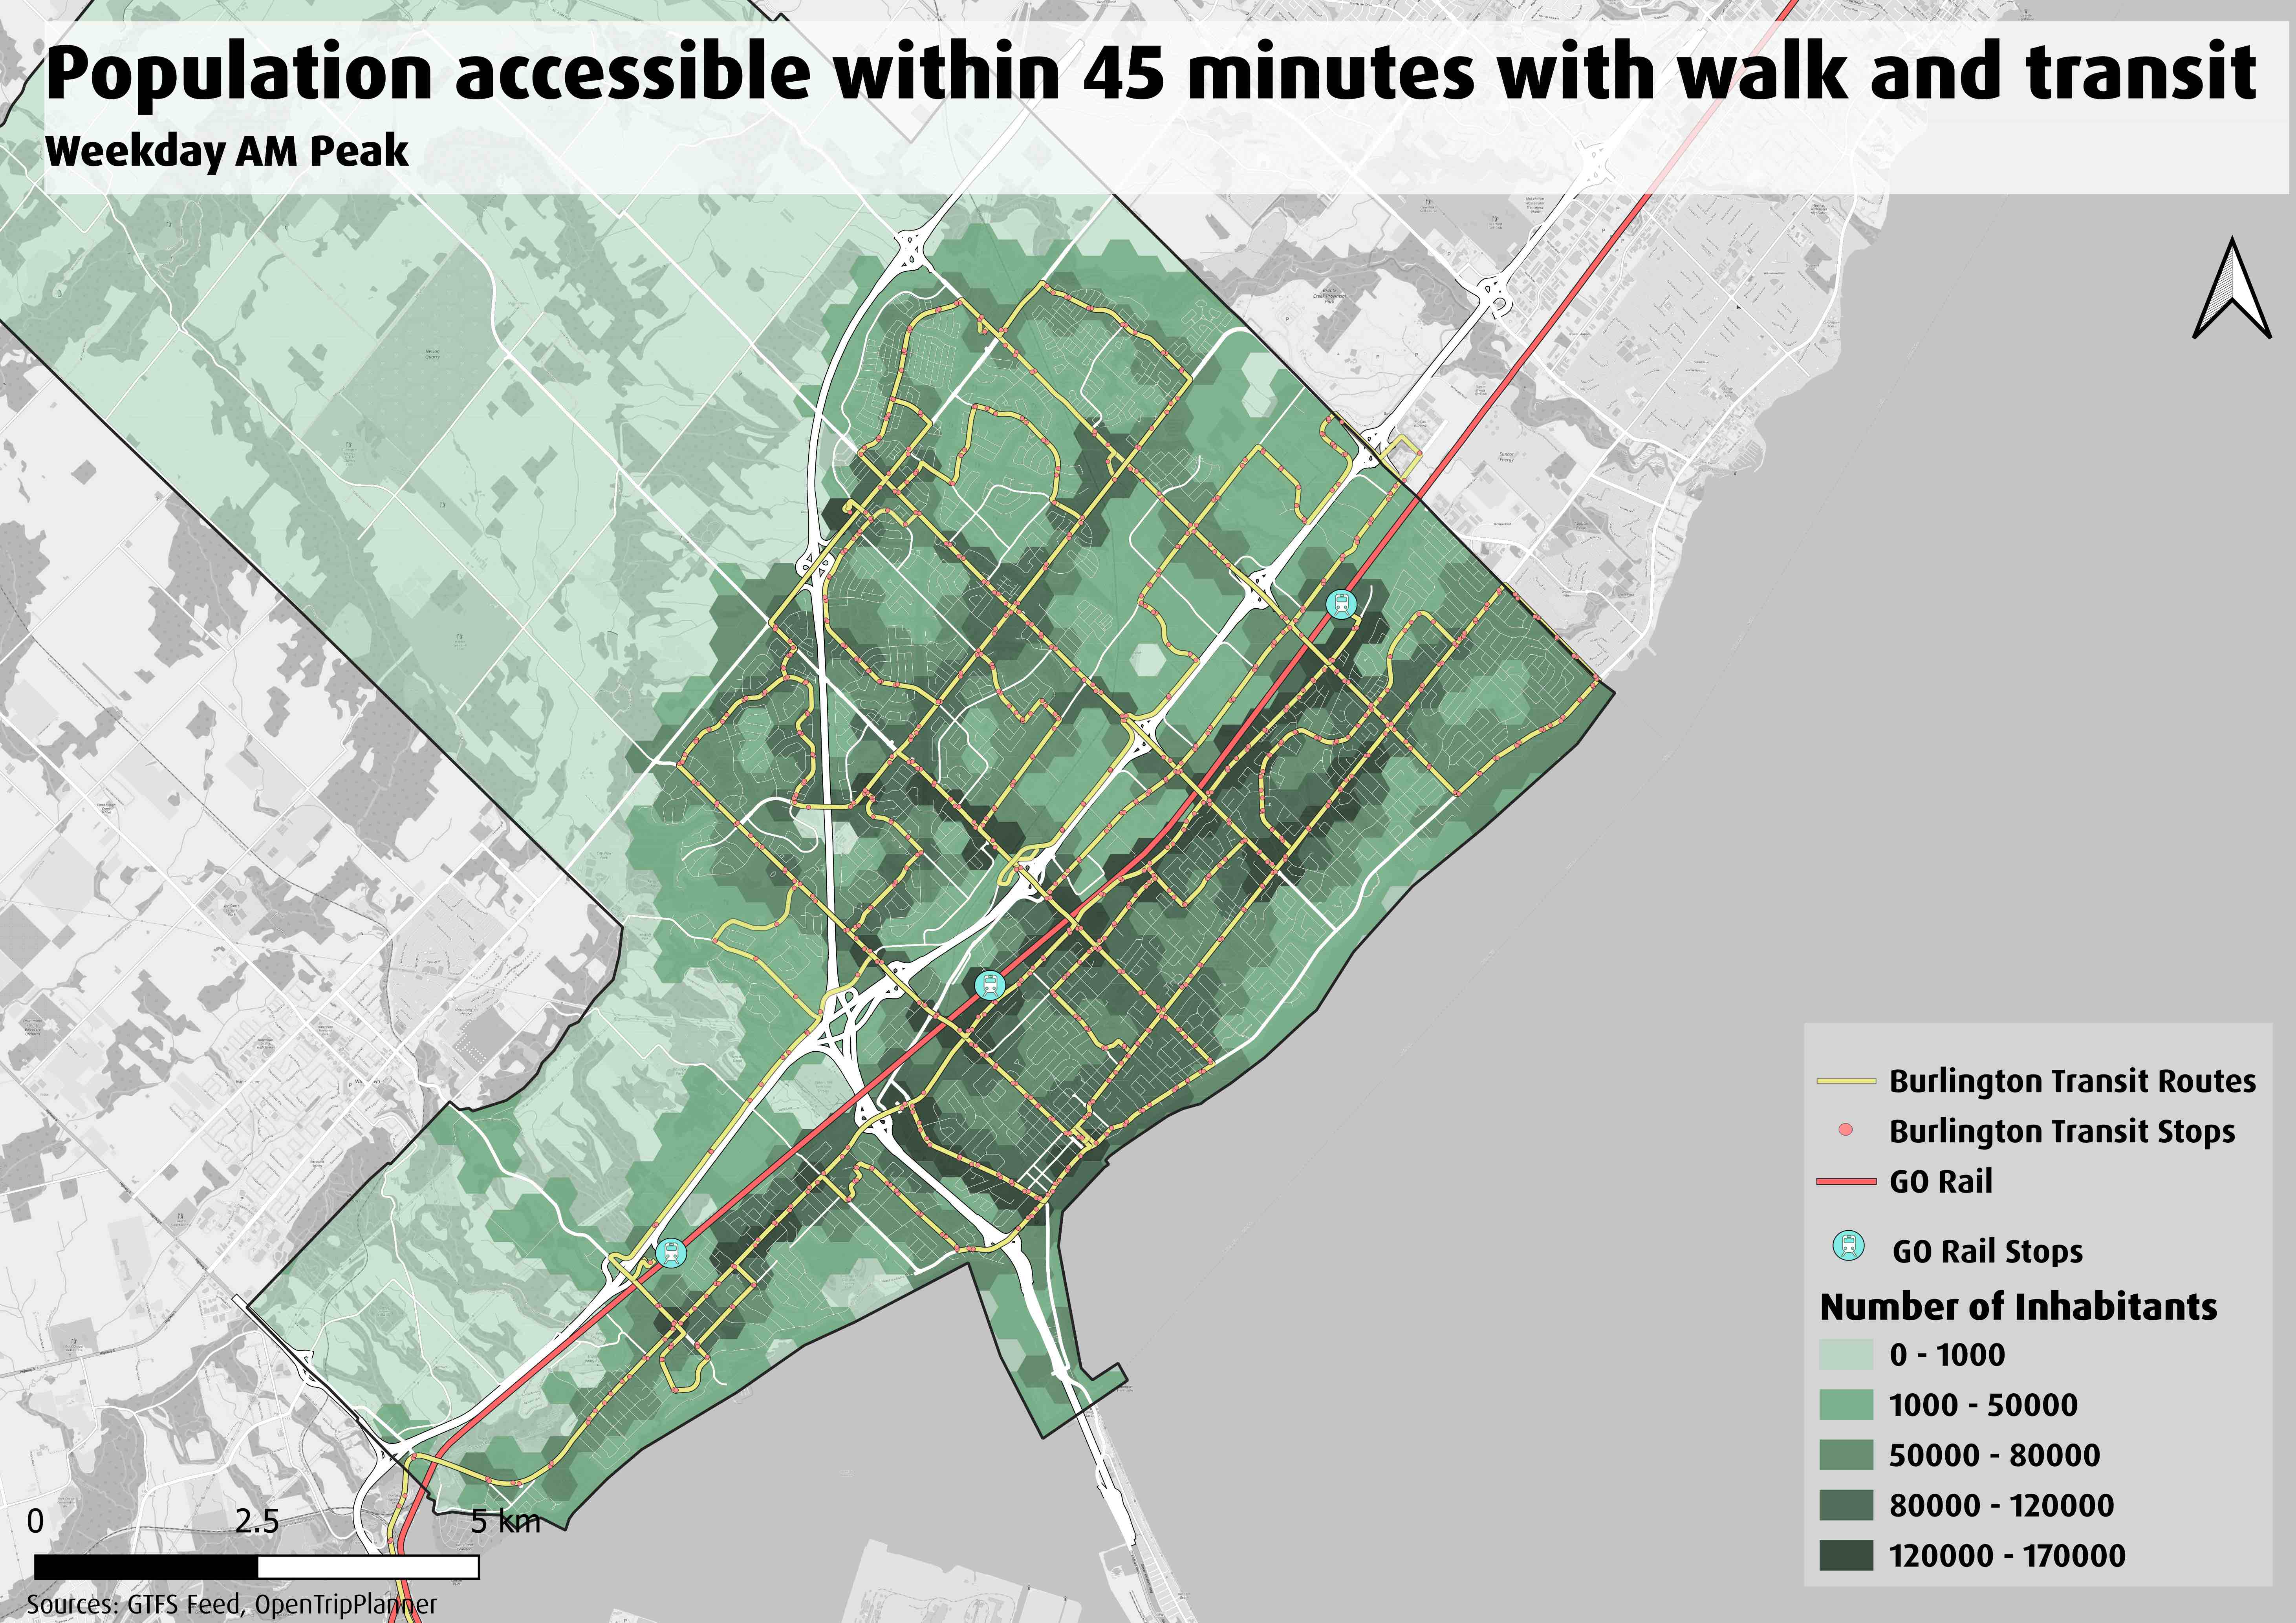 Population accessible within 45 minutes with walk and transit
Weekday AM Peak
Burlington Transit Routes
Burlington Transit Stops
GO Rail
GO Rail Stops
Number of Inhabitants
0 - 1000
1000 - 50000
50000 - 80000
80000 - 120000
120000 - 170000
0 2.5 5 km
Sources: GTFS Feed, OpenTripPlanner